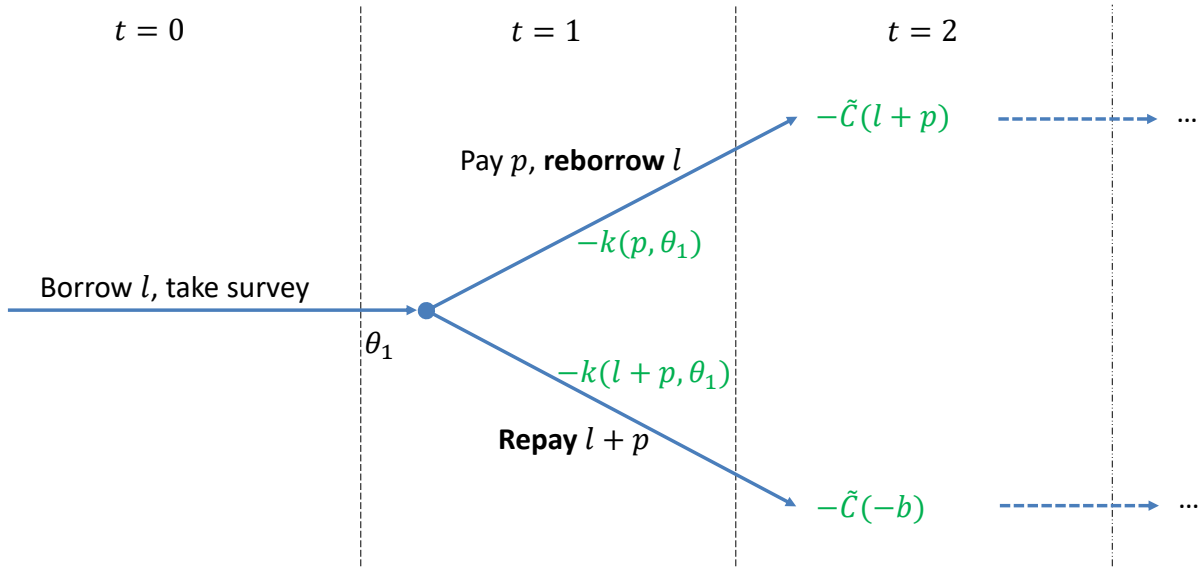 t = 0
t = 1
t = 2
−C̃(l + p)
...
Pay p, reborrow l
−k(p, θ₁)
Borrow l, take survey
θ₁
−k(l + p, θ₁)
Repay l + p
−C̃(−b)
...